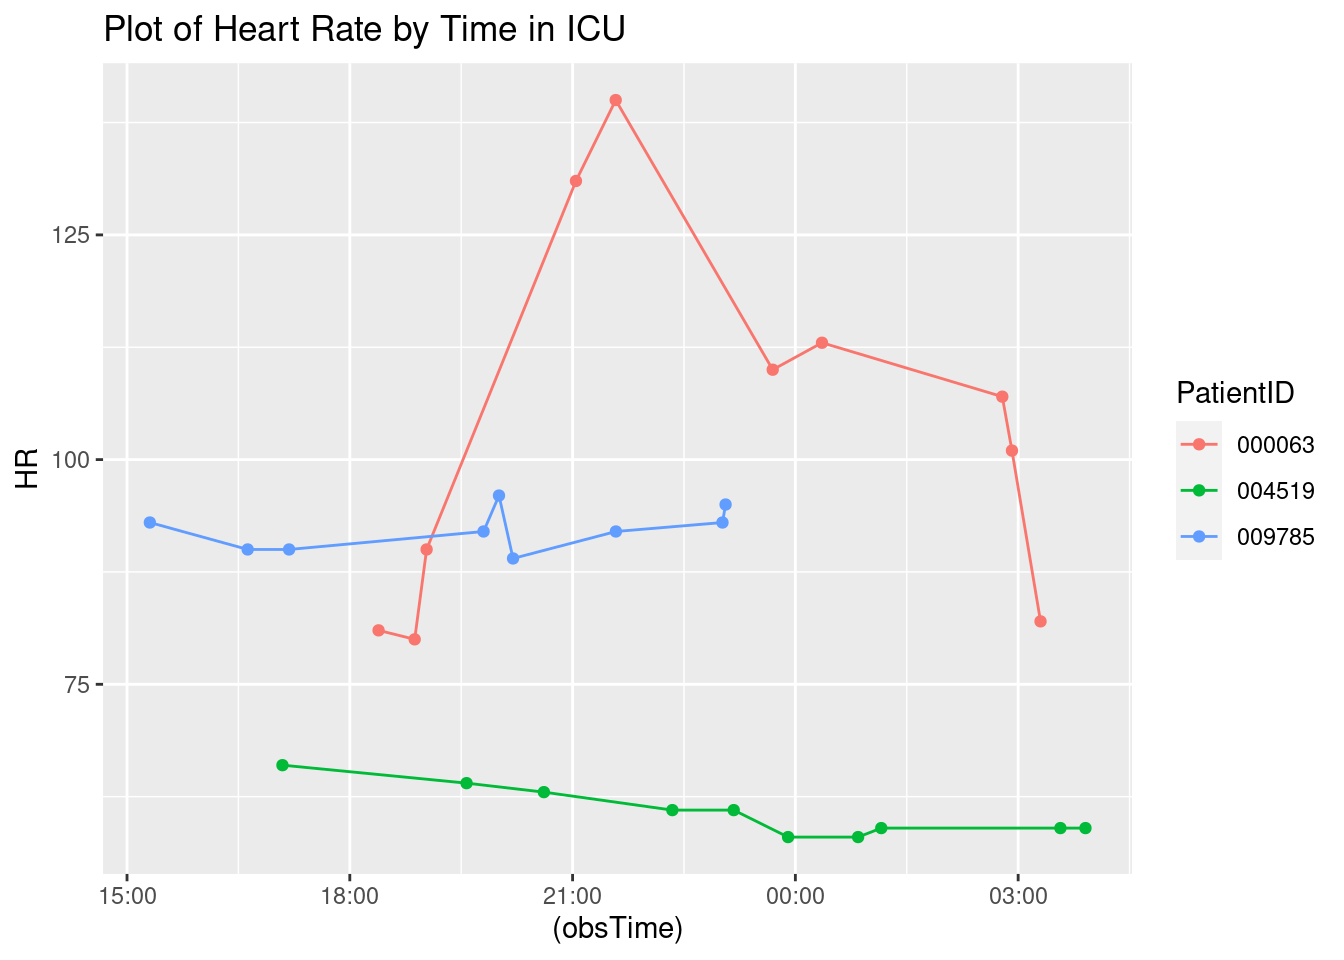 Plot of Heart Rate by Time in ICU
125
100
75
HR
15:00 18:00 21:00 00:00 03:00
(obsTime)
PatientID
000063
004519
009785